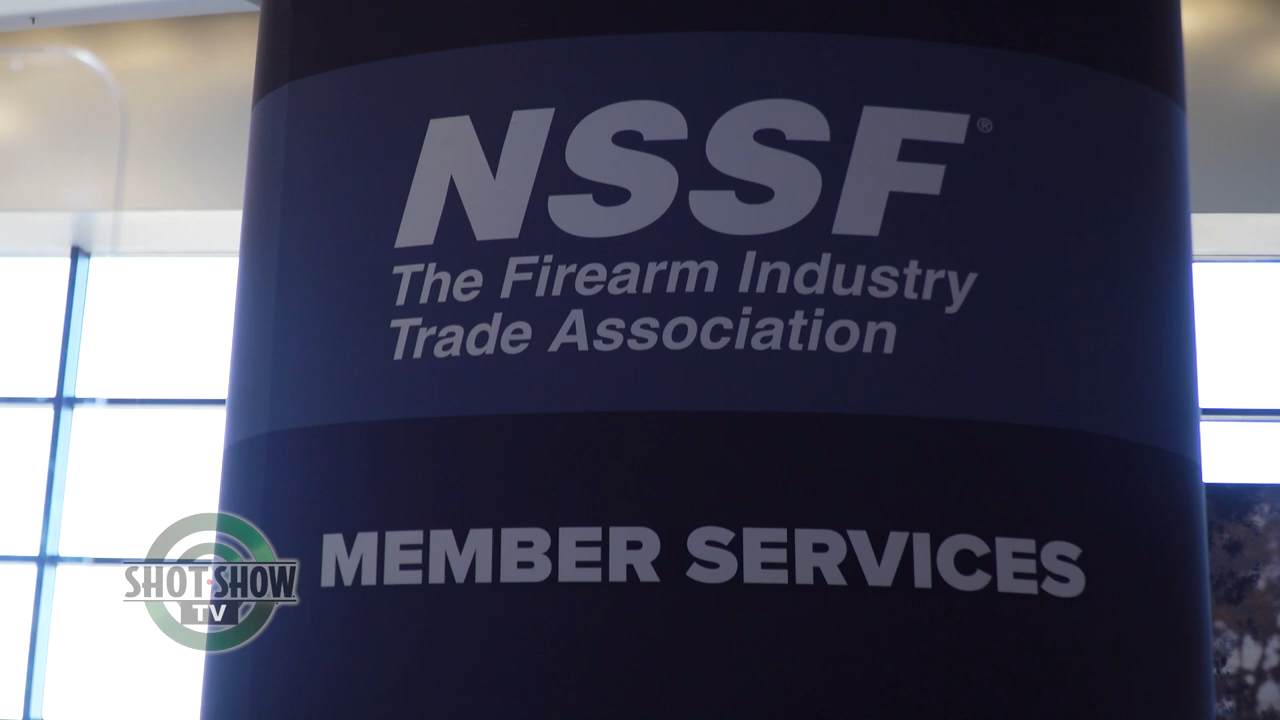 NSSF®
The Firearm Industry
Trade Association
MEMBER SERVICES
SHOT·SHOW
TV